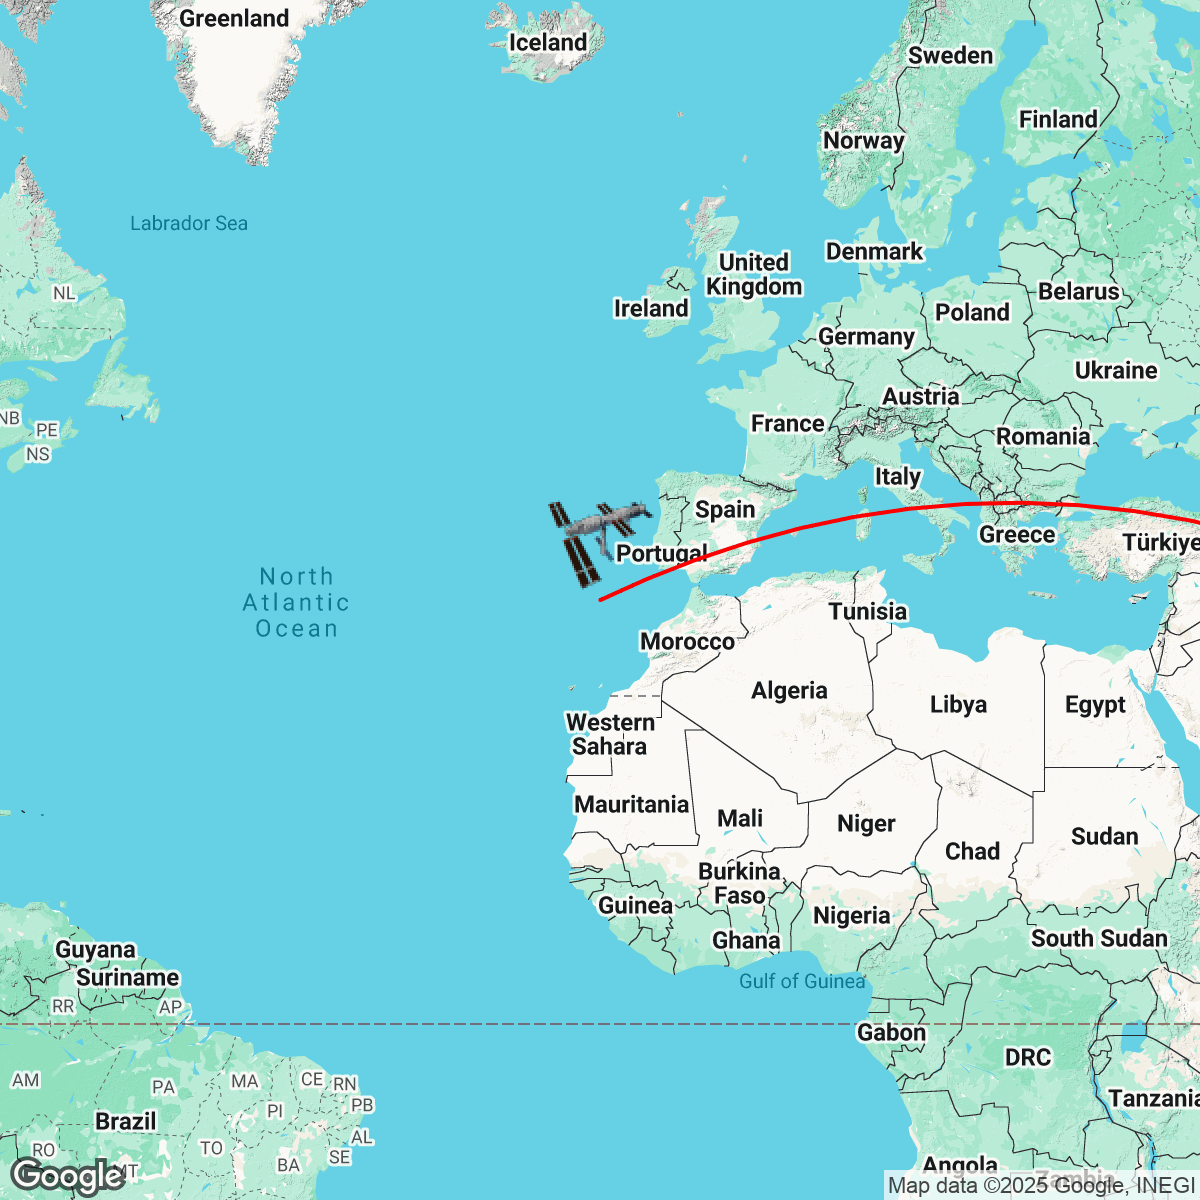 Greenland
Iceland
Sweden
Finland
Norway
Labrador Sea
Denmark
United
Kingdom
NL
Belarus
Ireland
Poland
Germany
Ukraine
Austria
NB
PE
France
Romania
NS
Italy
Spain
Greece
Türkiye
Portugal
North
Atlantic
Ocean
Tunisia
Morocco
Algeria
Libya
Egypt
Western
Sahara
Mauritania
Mali
Niger
Sudan
Chad
Burkina
Faso
Guinea
Nigeria
Ghana
South Sudan
Guyana
Suriname
Gulf of Guinea
RR
AP
Gabon
DRC
AM
PA
MA
CE
RN
Tanzania
PI
PB
Brazil
AL
RO
TO
SE
MT
BA
Angola
Zambia
Google
Map data ©2025 Google, INEGI